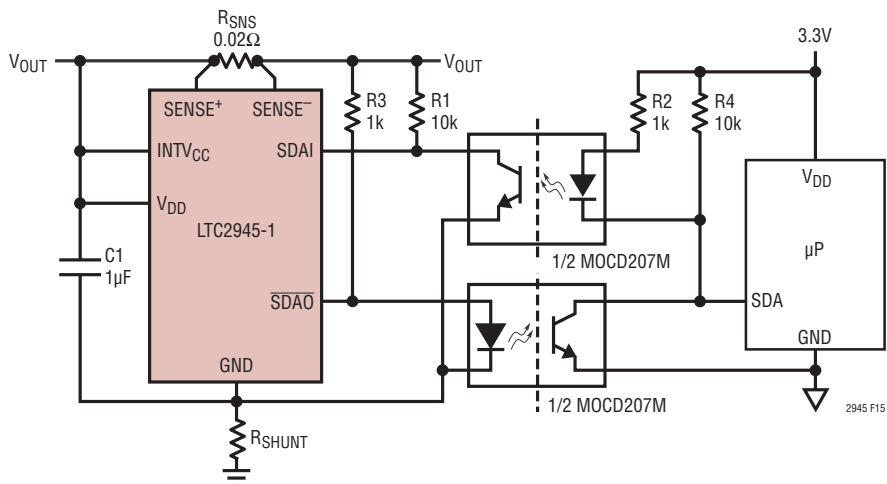 RSNS
0.02Ω
3.3V
VOUT
VOUT
SENSE+
SENSE−
R3
1k
R1
10k
R2
1k
R4
10k
INTVCC
SDAI
VDD
VDD
LTC2945-1
µP
1/2 MOCD207M
C1
1µF
SDAO
SDA
GND
GND
1/2 MOCD207M
2945 F15
RSHUNT